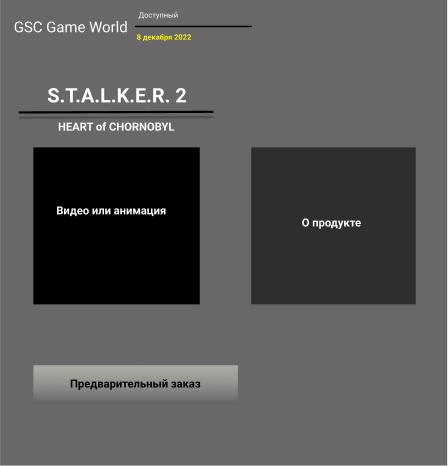 GSC Game World
Доступный
8 декабря 2022
S.T.A.L.K.E.R. 2
HEART of CHORNOBYL
Видео или анимация
О продукте
Предварительный заказ